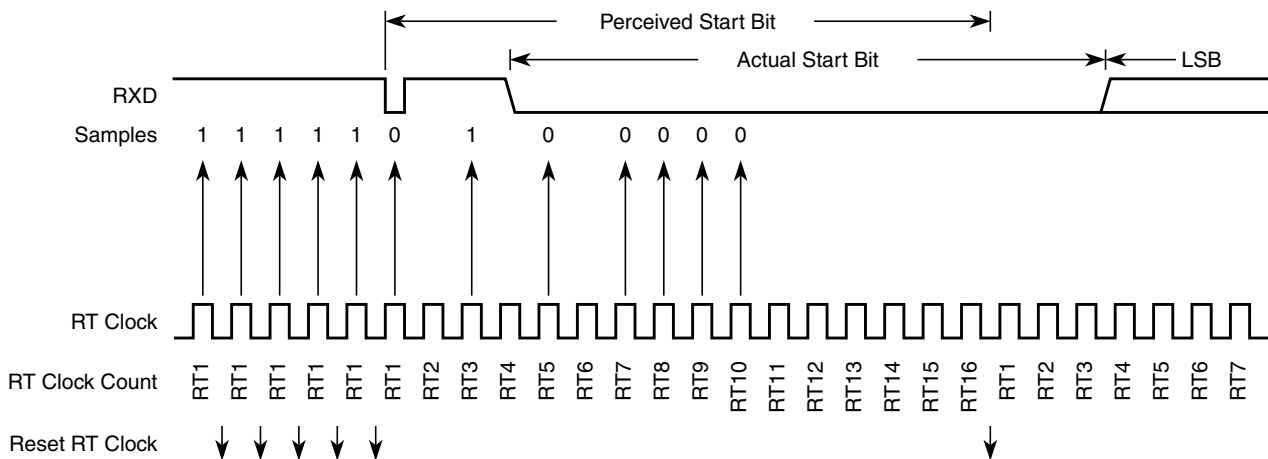 Perceived Start Bit
Actual Start Bit
LSB
RXD
Samples 1 1 1 1 1 0 1 0 0 0 0 0
RT Clock
RT Clock Count RT1 RT1 RT1 RT1 RT1 RT1 RT2 RT3 RT4 RT5 RT6 RT7 RT8 RT9 RT10 RT11 RT12 RT13 RT14 RT15 RT16 RT1 RT2 RT3 RT4 RT5 RT6 RT7
Reset RT Clock